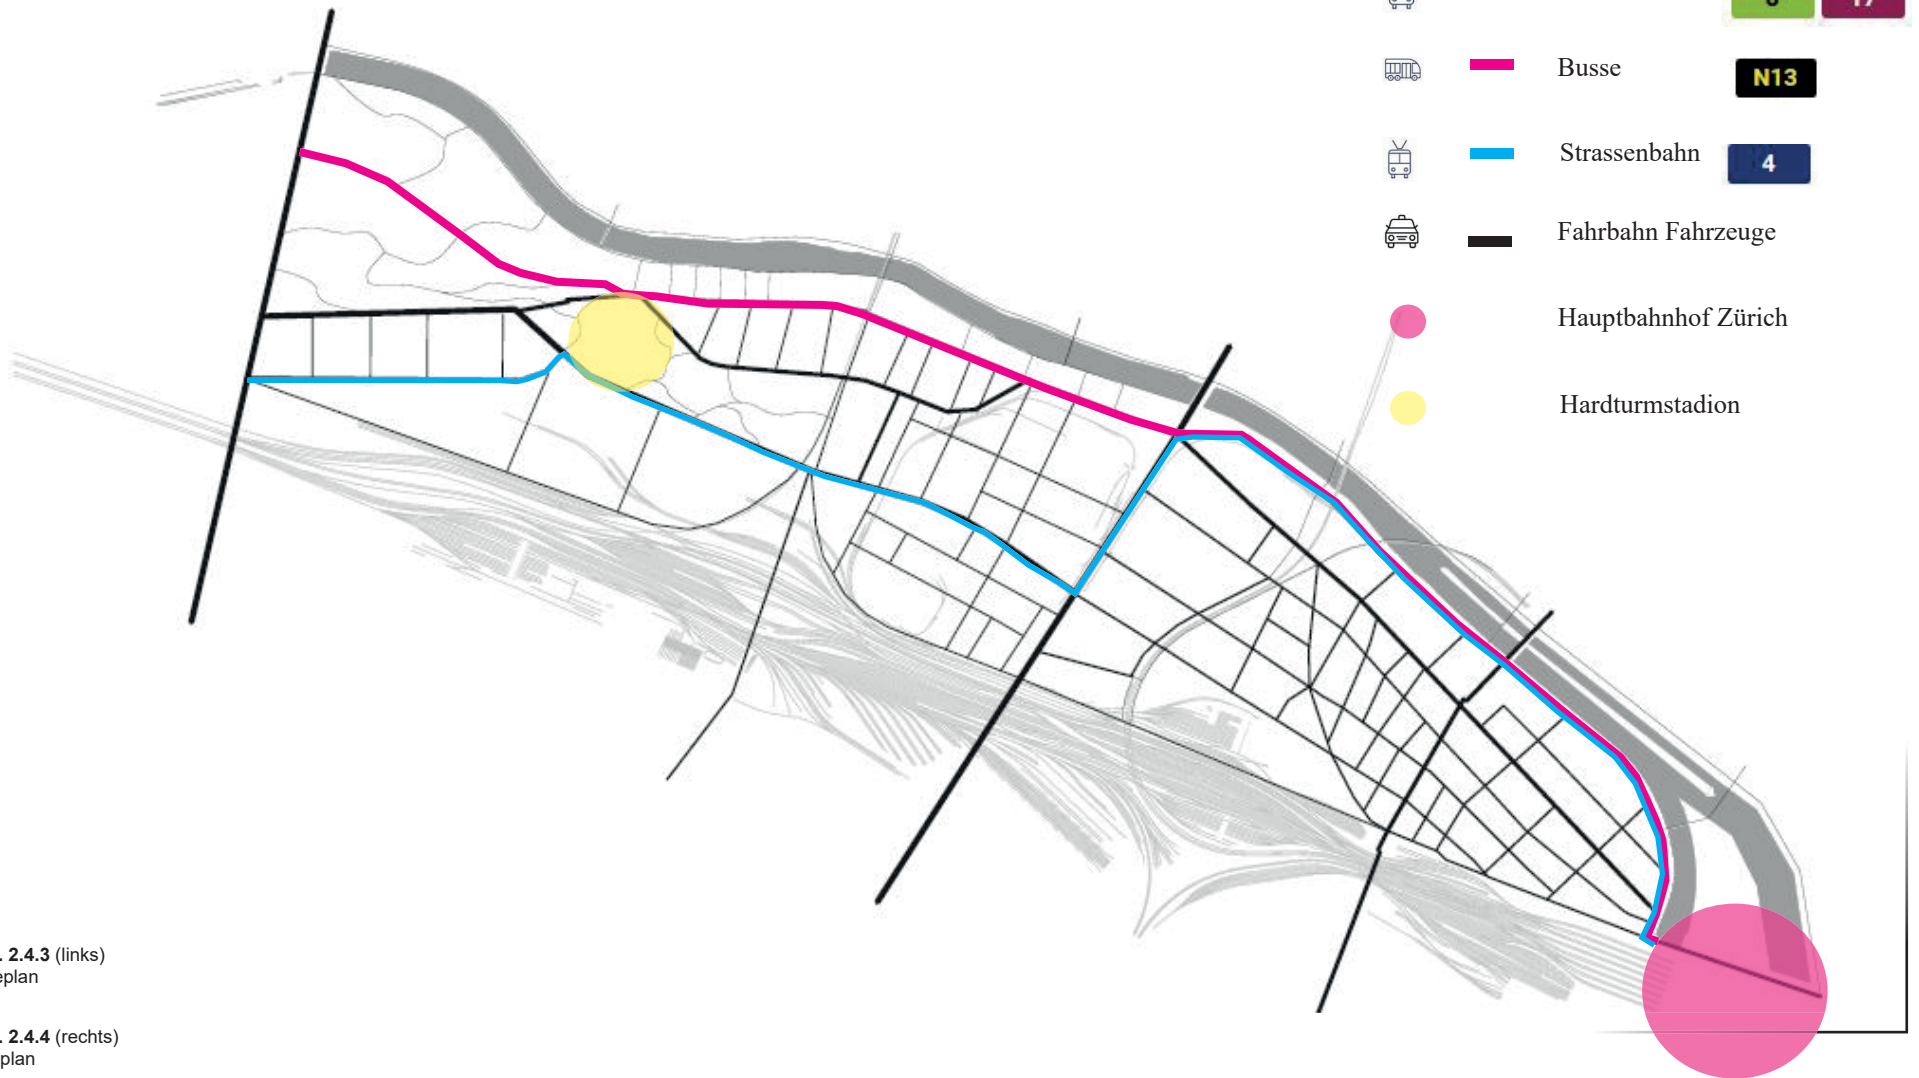 17
Busse
N13
Strassenbahn
4
Fahrbahn Fahrzeuge
Hauptbahnhof Zürich
Hardturmstadion
. 2.4.3 (links)
eplan
. 2.4.4 (rechts)
plan